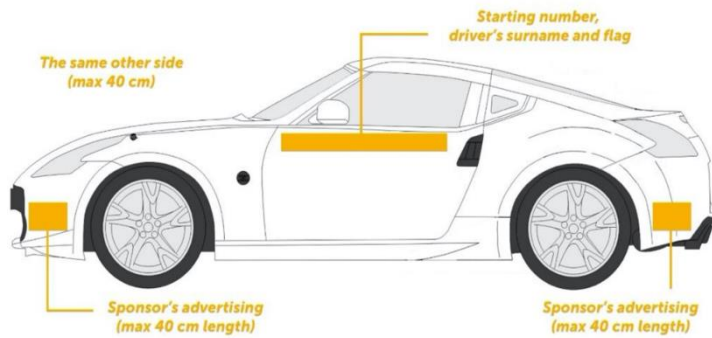 Starting number,
driver's surname and flag
The same other side
(max 40 cm)
Sponsor's advertising
(max 40 cm length)
Sponsor's advertising
(max 40 cm length)